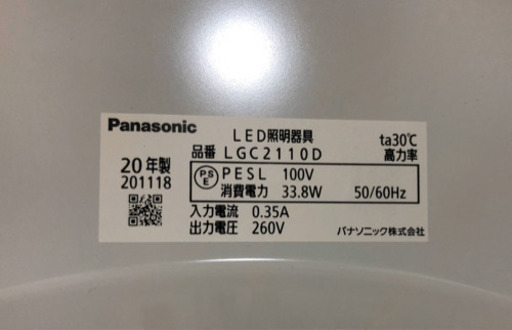 Panasonic
LED照明器具
ta30℃
品番 LGC2110D
高力率
20年製
201118
PS E PESL 100V
消費電力 33.8W 50/60Hz
入力電流 0.35A
出力電圧 260V
パナソニック株式会社